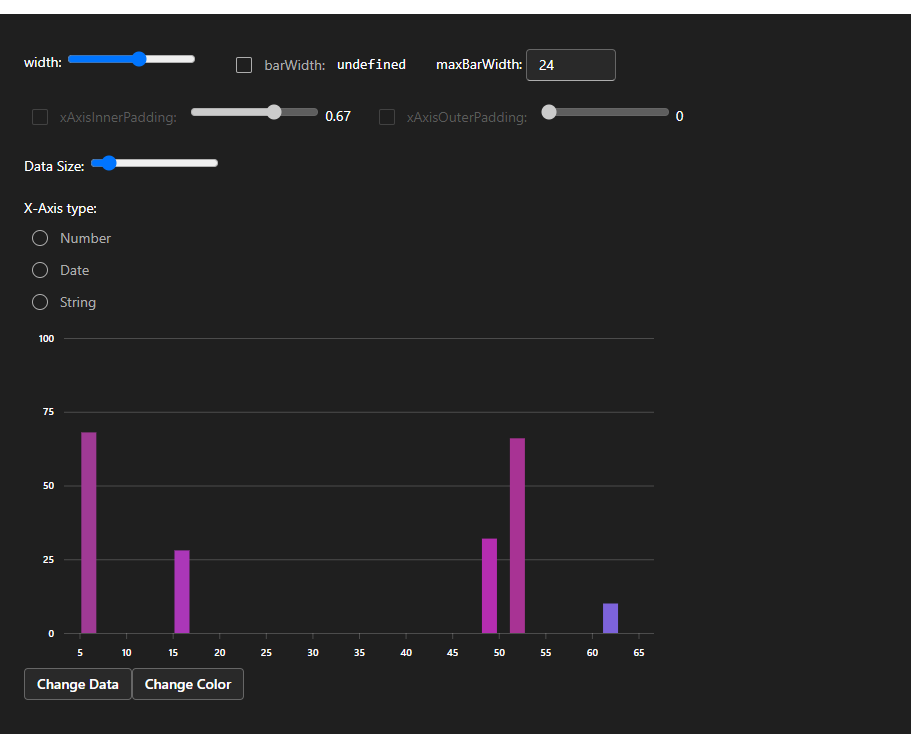 width: barWidth: undefined maxBarWidth: 24
xAxisInnerPadding: 0.67 xAxisOuterPadding: 0
Data Size:
X-Axis type:
Number
Date
String
100
75
50
25
0
5 10 15 20 25 30 35 40 45 50 55 60 65
Change Data Change Color